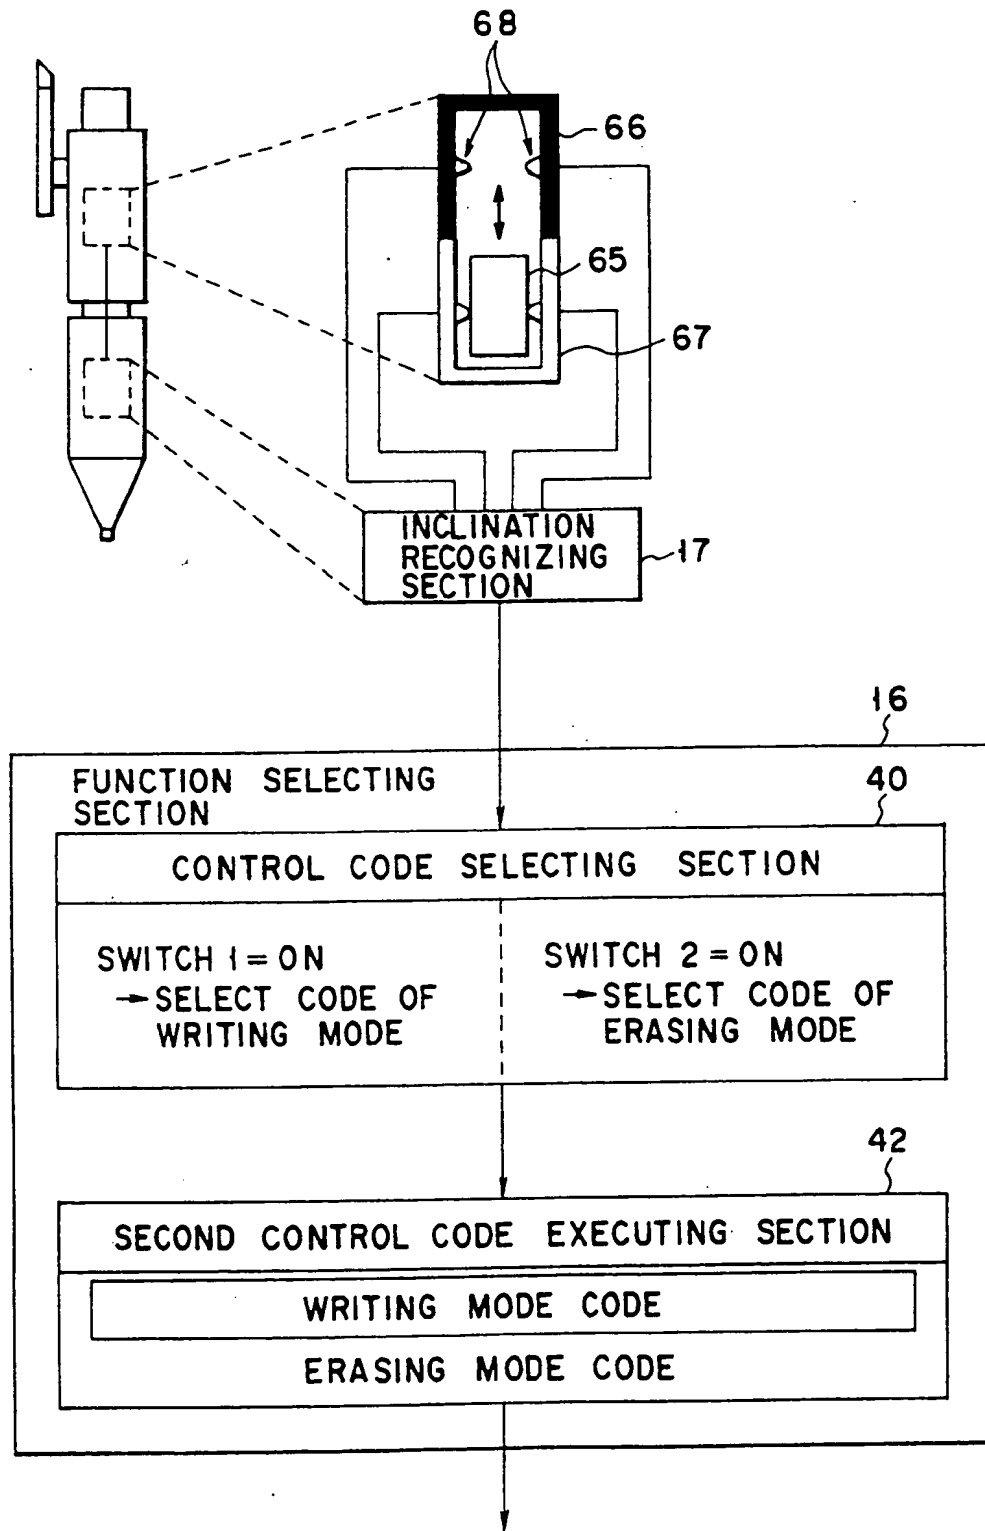 68
66
65
67
INCLINATION
RECOGNIZING
SECTION
17
16
FUNCTION SELECTING
SECTION
40
CONTROL CODE SELECTING SECTION
SWITCH 1 = ON
→ SELECT CODE OF
WRITING MODE
SWITCH 2 = ON
→ SELECT CODE OF
ERASING MODE
42
SECOND CONTROL CODE EXECUTING SECTION
WRITING MODE CODE
ERASING MODE CODE